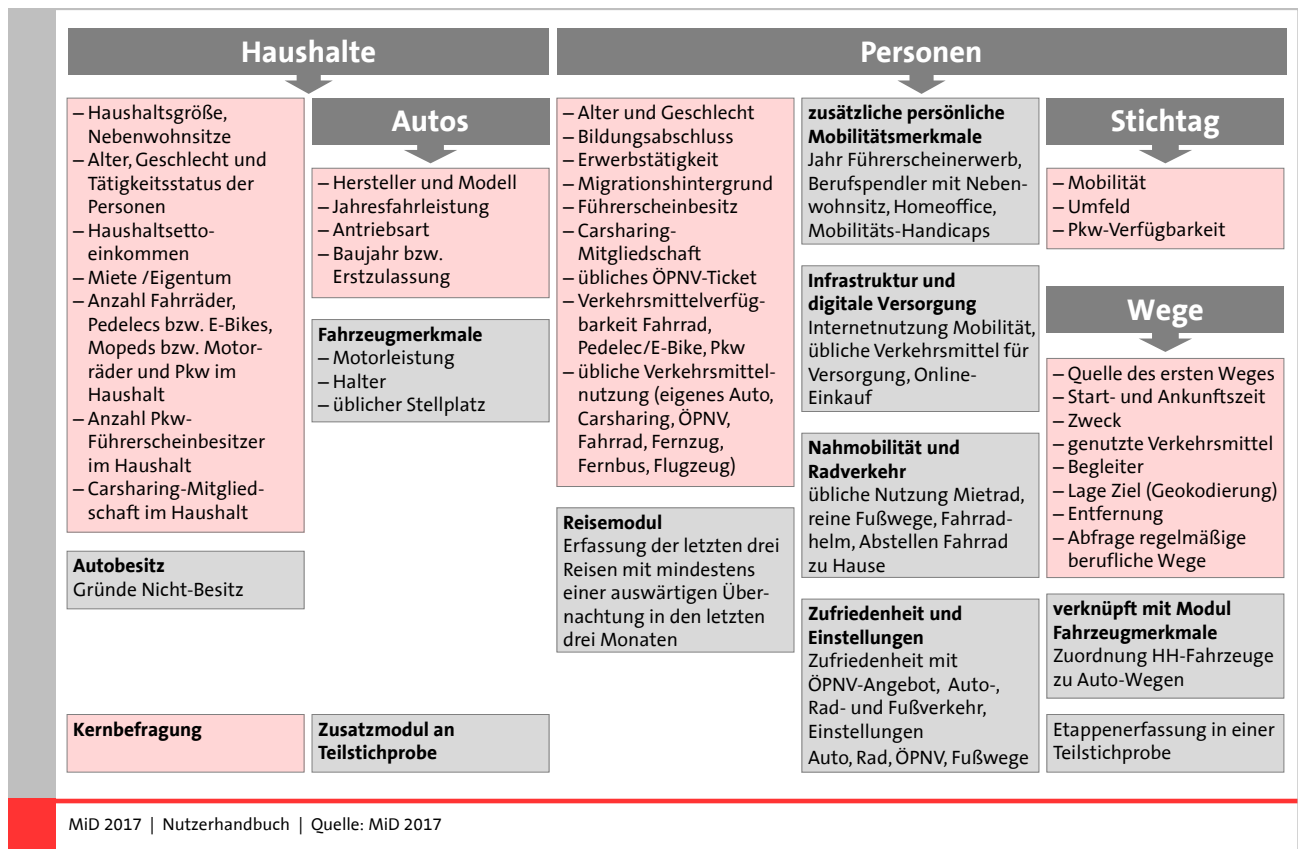 Haushalte
– Haushaltsgröße,
Nebenwohnsitze
– Alter, Geschlecht und
Tätigkeitsstatus der
Personen
– Haushaltsetto-
einkommen
– Miete /Eigentum
– Anzahl Fahrräder,
Pedelecs bzw. E-Bikes,
Mopeds bzw. Motor-
räder und Pkw im
Haushalt
– Anzahl Pkw-
Führerscheinbesitzer
im Haushalt
– Carsharing-Mitglied-
schaft im Haushalt
Autobesitz
Gründe Nicht-Besitz
Kernbefragung
Autos
– Hersteller und Modell
– Jahresfahrleistung
– Antriebsart
– Baujahr bzw.
Erstzulassung
Fahrzeugmerkmale
– Motorleistung
– Halter
– üblicher Stellplatz
Zusatzmodul an
Teilstichprobe
Personen
– Alter und Geschlecht
– Bildungsabschluss
– Erwerbstätigkeit
– Migrationshintergrund
– Führerscheinbesitz
– Carsharing-
Mitgliedschaft
– übliches ÖPNV-Ticket
– Verkehrsmittelverfüg-
barkeit Fahrrad,
Pedelec/E-Bike, Pkw
– übliche Verkehrsmittel-
nutzung (eigenes Auto,
Carsharing, ÖPNV,
Fahrrad, Fernzug,
Fernbus, Flugzeug)
Reisemodul
Erfassung der letzten drei
Reisen mit mindestens
einer auswärtigen Über-
nachtung in den letzten
drei Monaten
zusätzliche persönliche
Mobilitätsmerkmale
Jahr Führerscheinerwerb,
Berufspendler mit Neben-
wohnsitz, Homeoffice,
Mobilitäts-Handicaps
Infrastruktur und
digitale Versorgung
Internetnutzung Mobilität,
übliche Verkehrsmittel für
Versorgung, Online-
Einkauf
Nahmobilität und
Radverkehr
übliche Nutzung Mietrad,
reine Fußwege, Fahrrad-
helm, Abstellen Fahrrad
zu Hause
Zufriedenheit und
Einstellungen
Zufriedenheit mit
ÖPNV-Angebot, Auto-,
Rad- und Fußverkehr,
Einstellungen
Auto, Rad, ÖPNV, Fußwege
Stichtag
– Mobilität
– Umfeld
– Pkw-Verfügbarkeit
Wege
– Quelle des ersten Weges
– Start- und Ankunftszeit
– Zweck
– genutzte Verkehrsmittel
– Begleiter
– Lage Ziel (Geokodierung)
– Entfernung
– Abfrage regelmäßige
berufliche Wege
verknüpft mit Modul
Fahrzeugmerkmale
Zuordnung HH-Fahrzeuge
zu Auto-Wegen
Etappenerfassung in einer
Teilstichprobe
MiD 2017 | Nutzerhandbuch | Quelle: MiD 2017